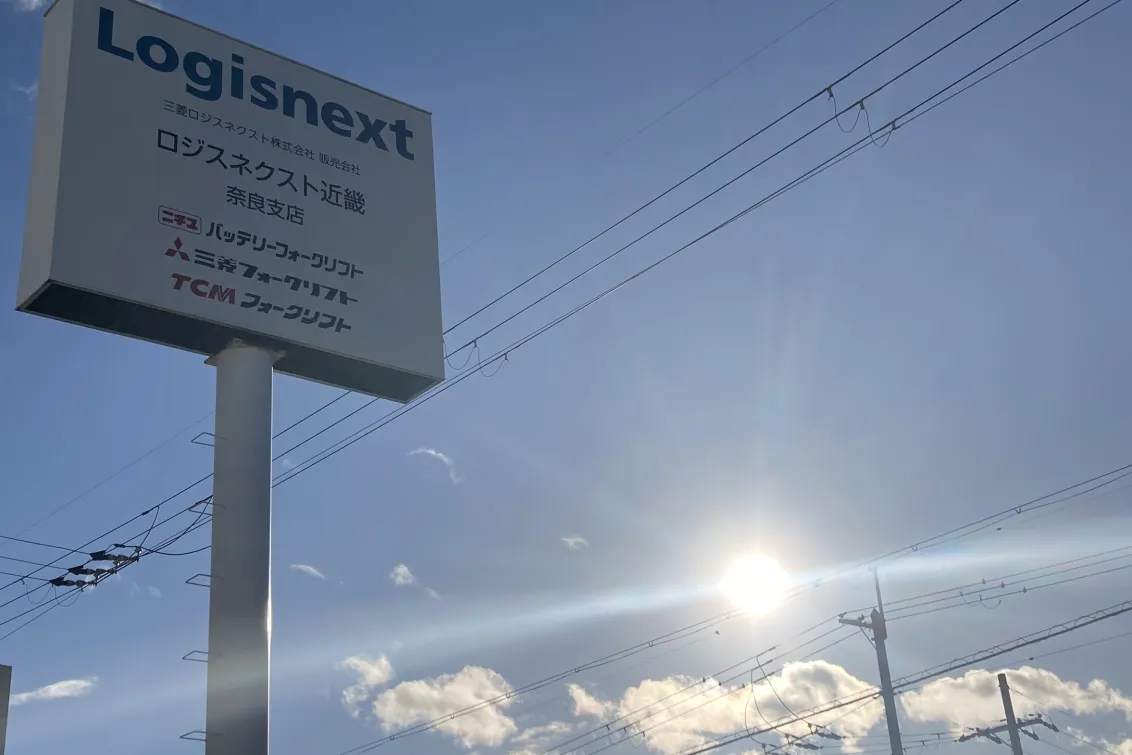 Logisnext
三菱ロジスネクスト株式会社 販売会社
ロジスネクスト近畿
奈良支店
ニチユ バッテリーフォークリフト
三菱フォークリフト
TCM フォークリフト